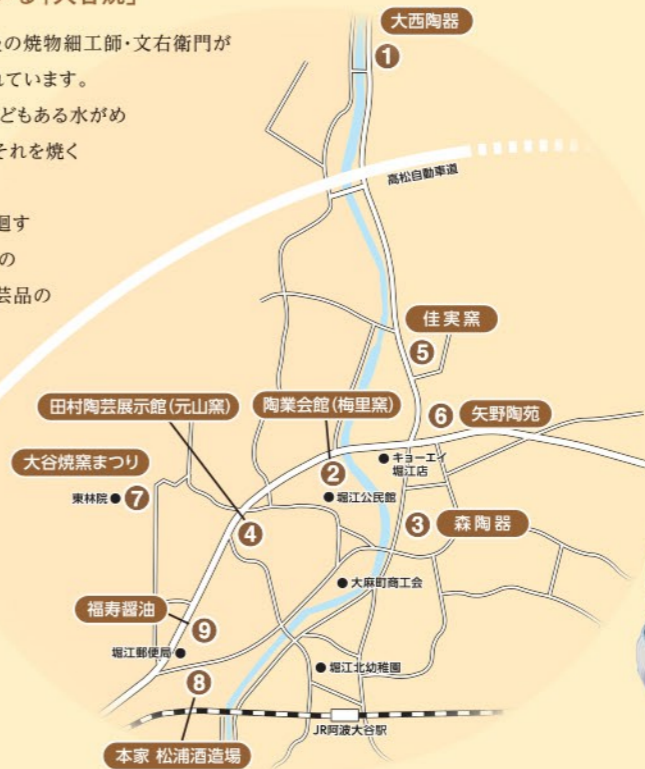 る「大谷焼」
の焼物細工師・文右衛門が
れています。
どもある水がめ
それを焼く
廻す
の
芸品の
大西陶器
1
高松自動車道
佳実窯
5
田村陶芸展示館(元山窯)
陶業会館(梅里窯)
6
矢野陶苑
大谷焼窯まつり
2
キョーエイ
堀江店
東林院
7
堀江公民館
4
3
森陶器
大麻町商工会
福寿醤油
9
堀江郵便局
堀江北幼稚園
8
JR阿波大谷駅
本家 松浦酒造場